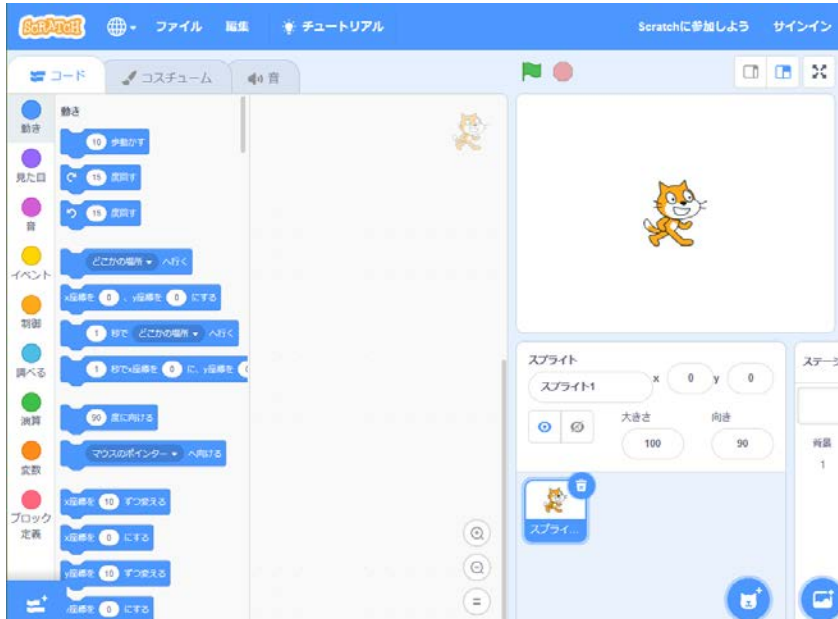 SCRATCH
ファイル 編集 チュートリアル Scratchに参加しよう サインイン
コード コスチューム 音
動き
見た目
音
イベント
制御
調べる
演算
変数
ブロック
定義
動き
10 歩動かす
15 度回す
15 度回す
どこかの場所 へ行く
x座標を 0 、y座標を 0 にする
1 秒で どこかの場所 へ行く
1 秒でx座標を 0 に、y座標を
90 度に向ける
マウスのポインター へ向ける
x座標を 10 ずつ変える
x座標を 0 にする
y座標を 10 ずつ変える
座標を 0 にする
スプライト
スプライト1 x 0 y 0
大きさ 向き
100 90
スプライ...
ステージ
背景
1